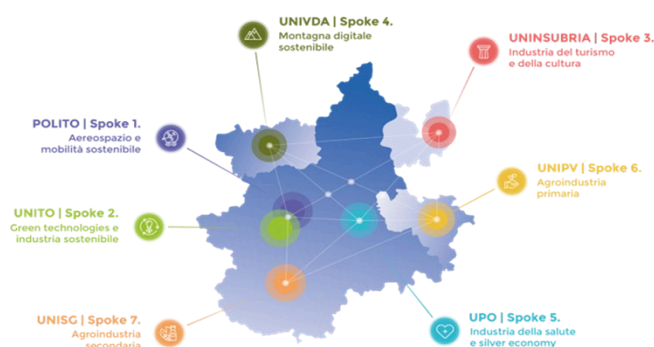 UNIVDA | Spoke 4.
Montagna digitale
sostenibile
UNINSUBRIA | Spoke 3.
Industria del turismo
e della cultura
POLITO | Spoke 1.
Aereospazio e
mobilità sostenibile
UNIPV | Spoke 6.
Agroindustria
primaria
UNITO | Spoke 2.
Green technologies e
industria sostenibile
UNISG | Spoke 7.
Agroindustria
secondaria
UPO | Spoke 5.
Industria della salute
e silver economy